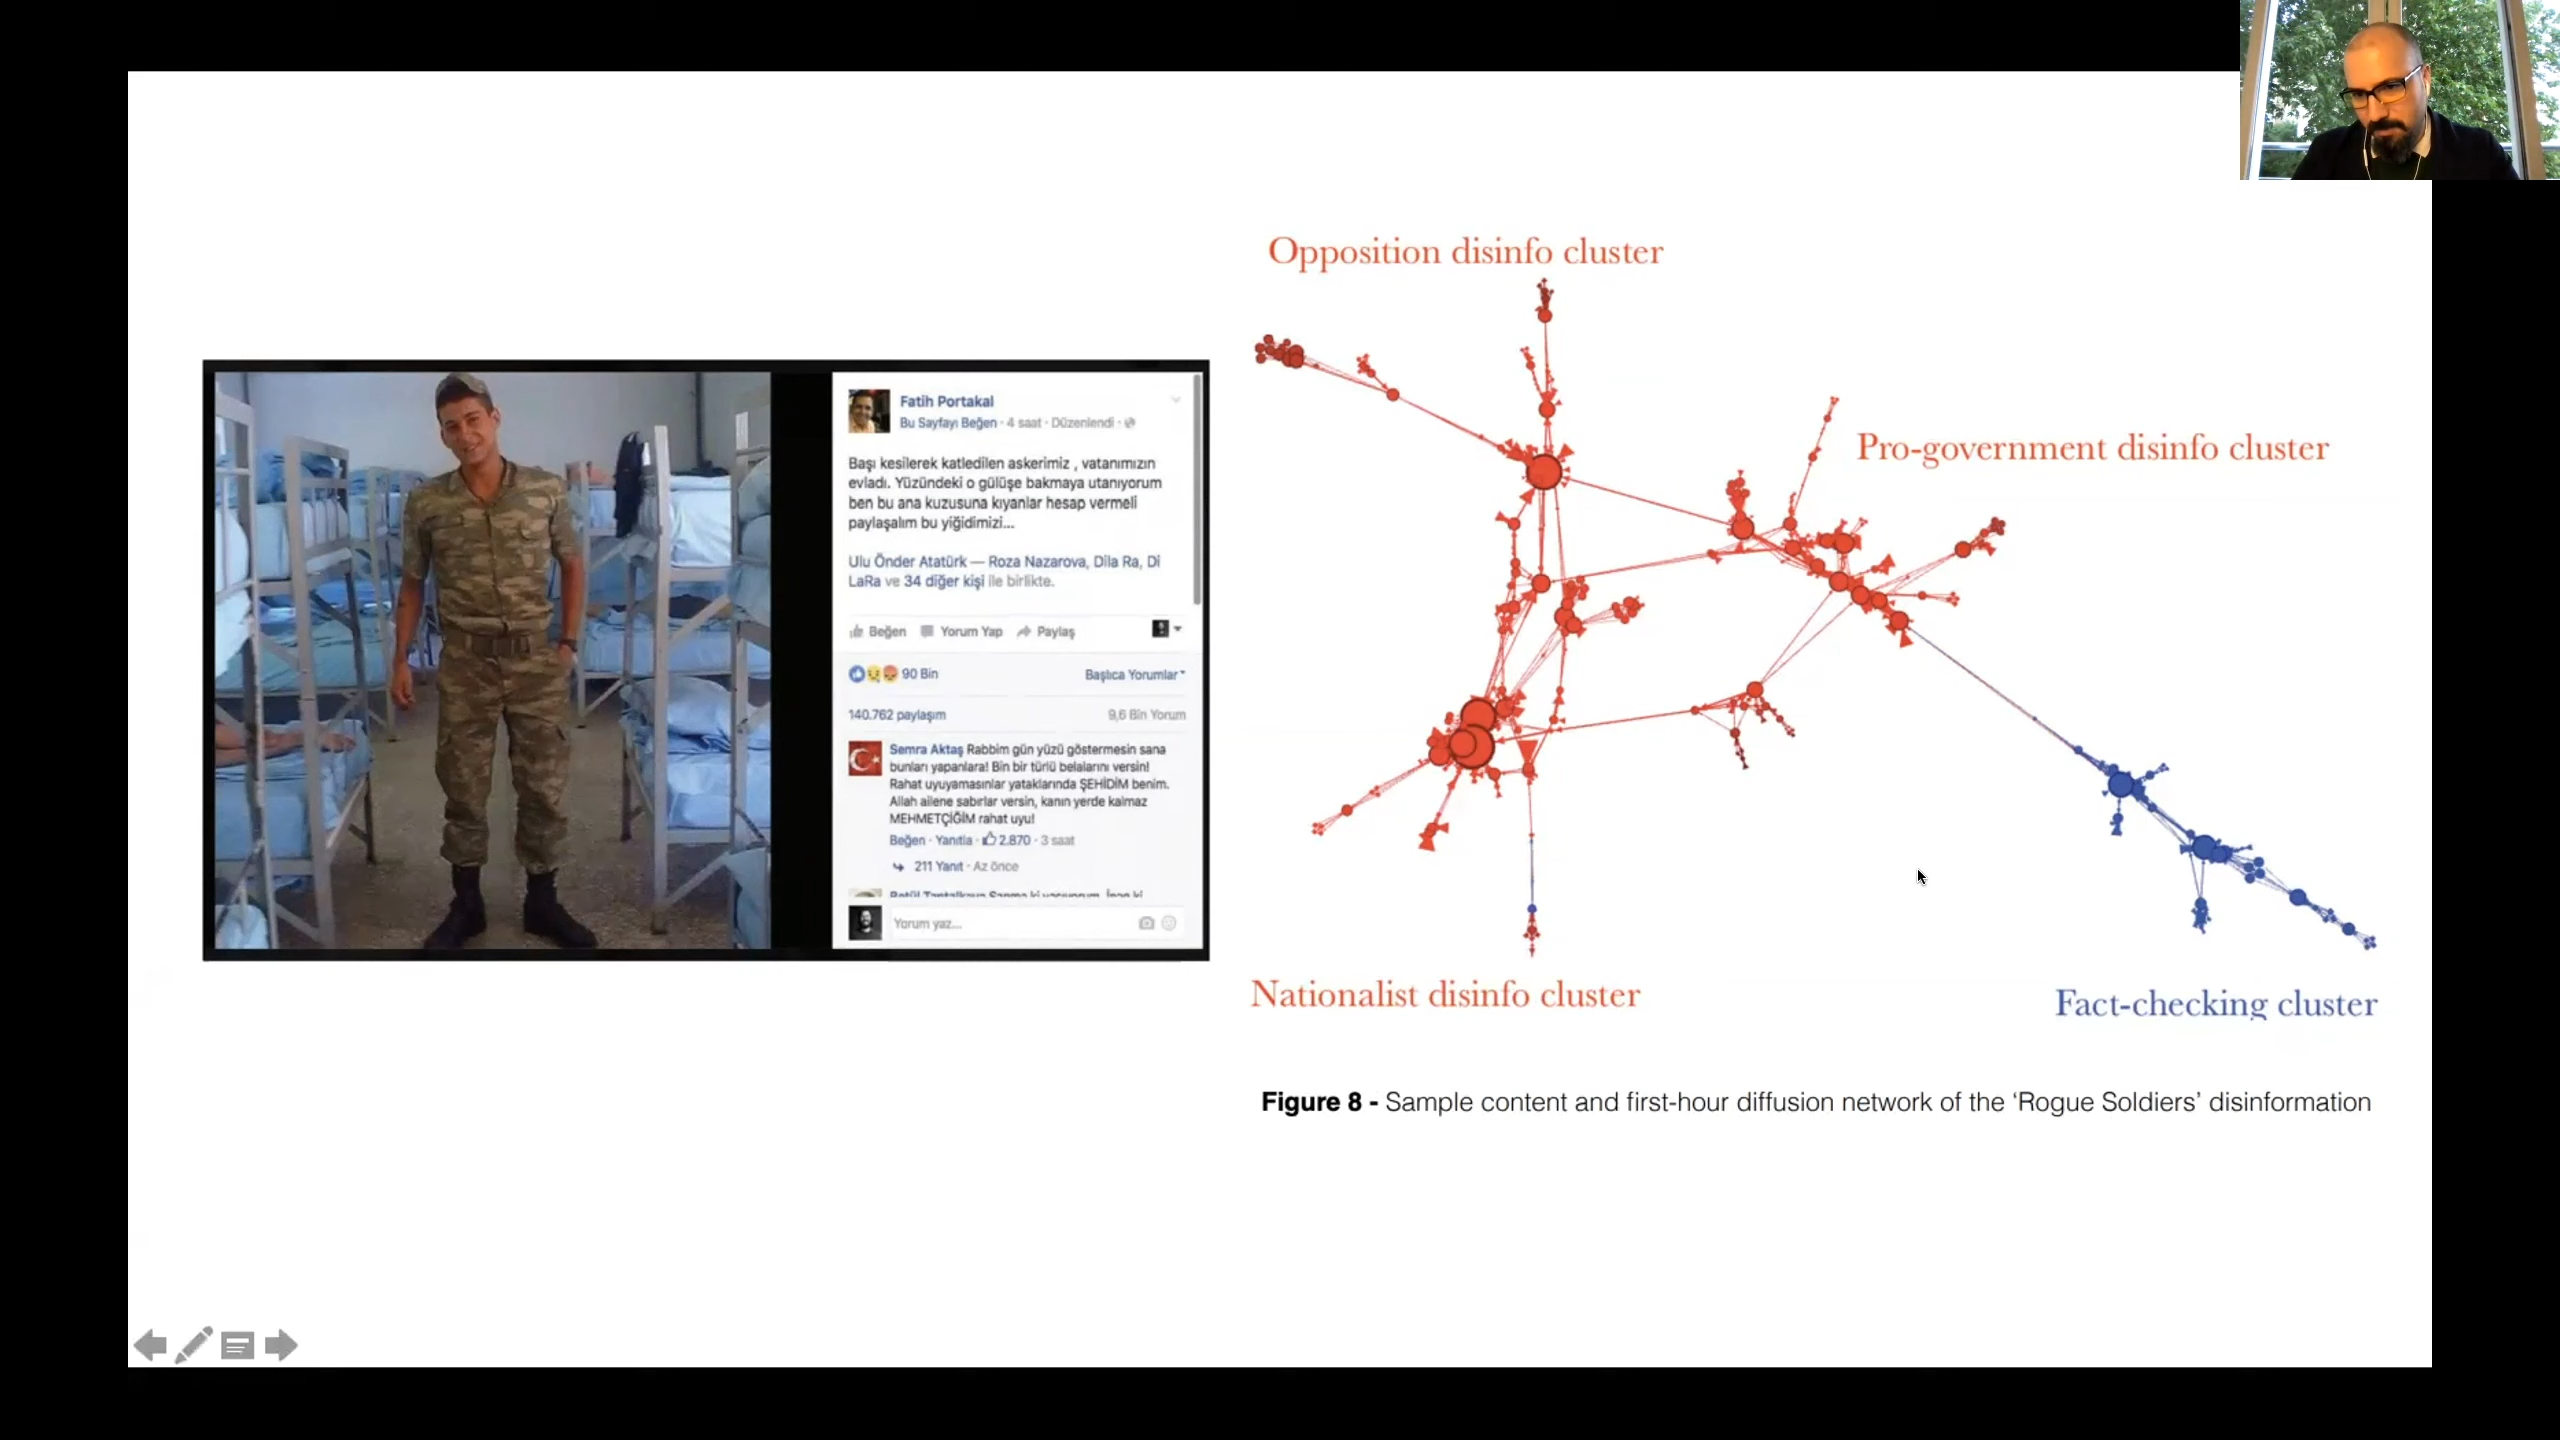 Fatih Portakal
Bu Sayfayı Beğen · 4 saat · Düzenlendi ·
Başı kesilerek katledilen askerimiz , vatanımızın
evladı. Yüzündeki o gülüşe bakmaya utanıyorum
ben bu ana kuzusuna kıyanlar hesap vermeli
paylaşalım bu yiğidimizi...
Ulu Önder Atatürk — Roza Nazarova, Dila Ra, Di
LaRa ve 34 diğer kişi ile birlikte.
Beğen Yorum Yap Paylaş
90 Bin Başlıca Yorumlar
140.762 paylaşım 9,6 Bin Yorum
Semra Aktaş Rabbim gün yüzü göstermesin sana
bunları yapanlara! Bin bir türlü belalarını versin!
Rahat uyuyamasınlar yataklarında ŞEHİDİM benim.
Allah ailene sabırlar versin, kanın yerde kalmaz
MEHMETÇİĞİM rahat uyu!
Beğen · Yanıtla · 2.870 · 3 saat
211 Yanıt · Az önce
Yorum yaz...
Opposition disinfo cluster
Pro-government disinfo cluster
Nationalist disinfo cluster
Fact-checking cluster
Figure 8 - Sample content and first-hour diffusion network of the ‘Rogue Soldiers’ disinformation